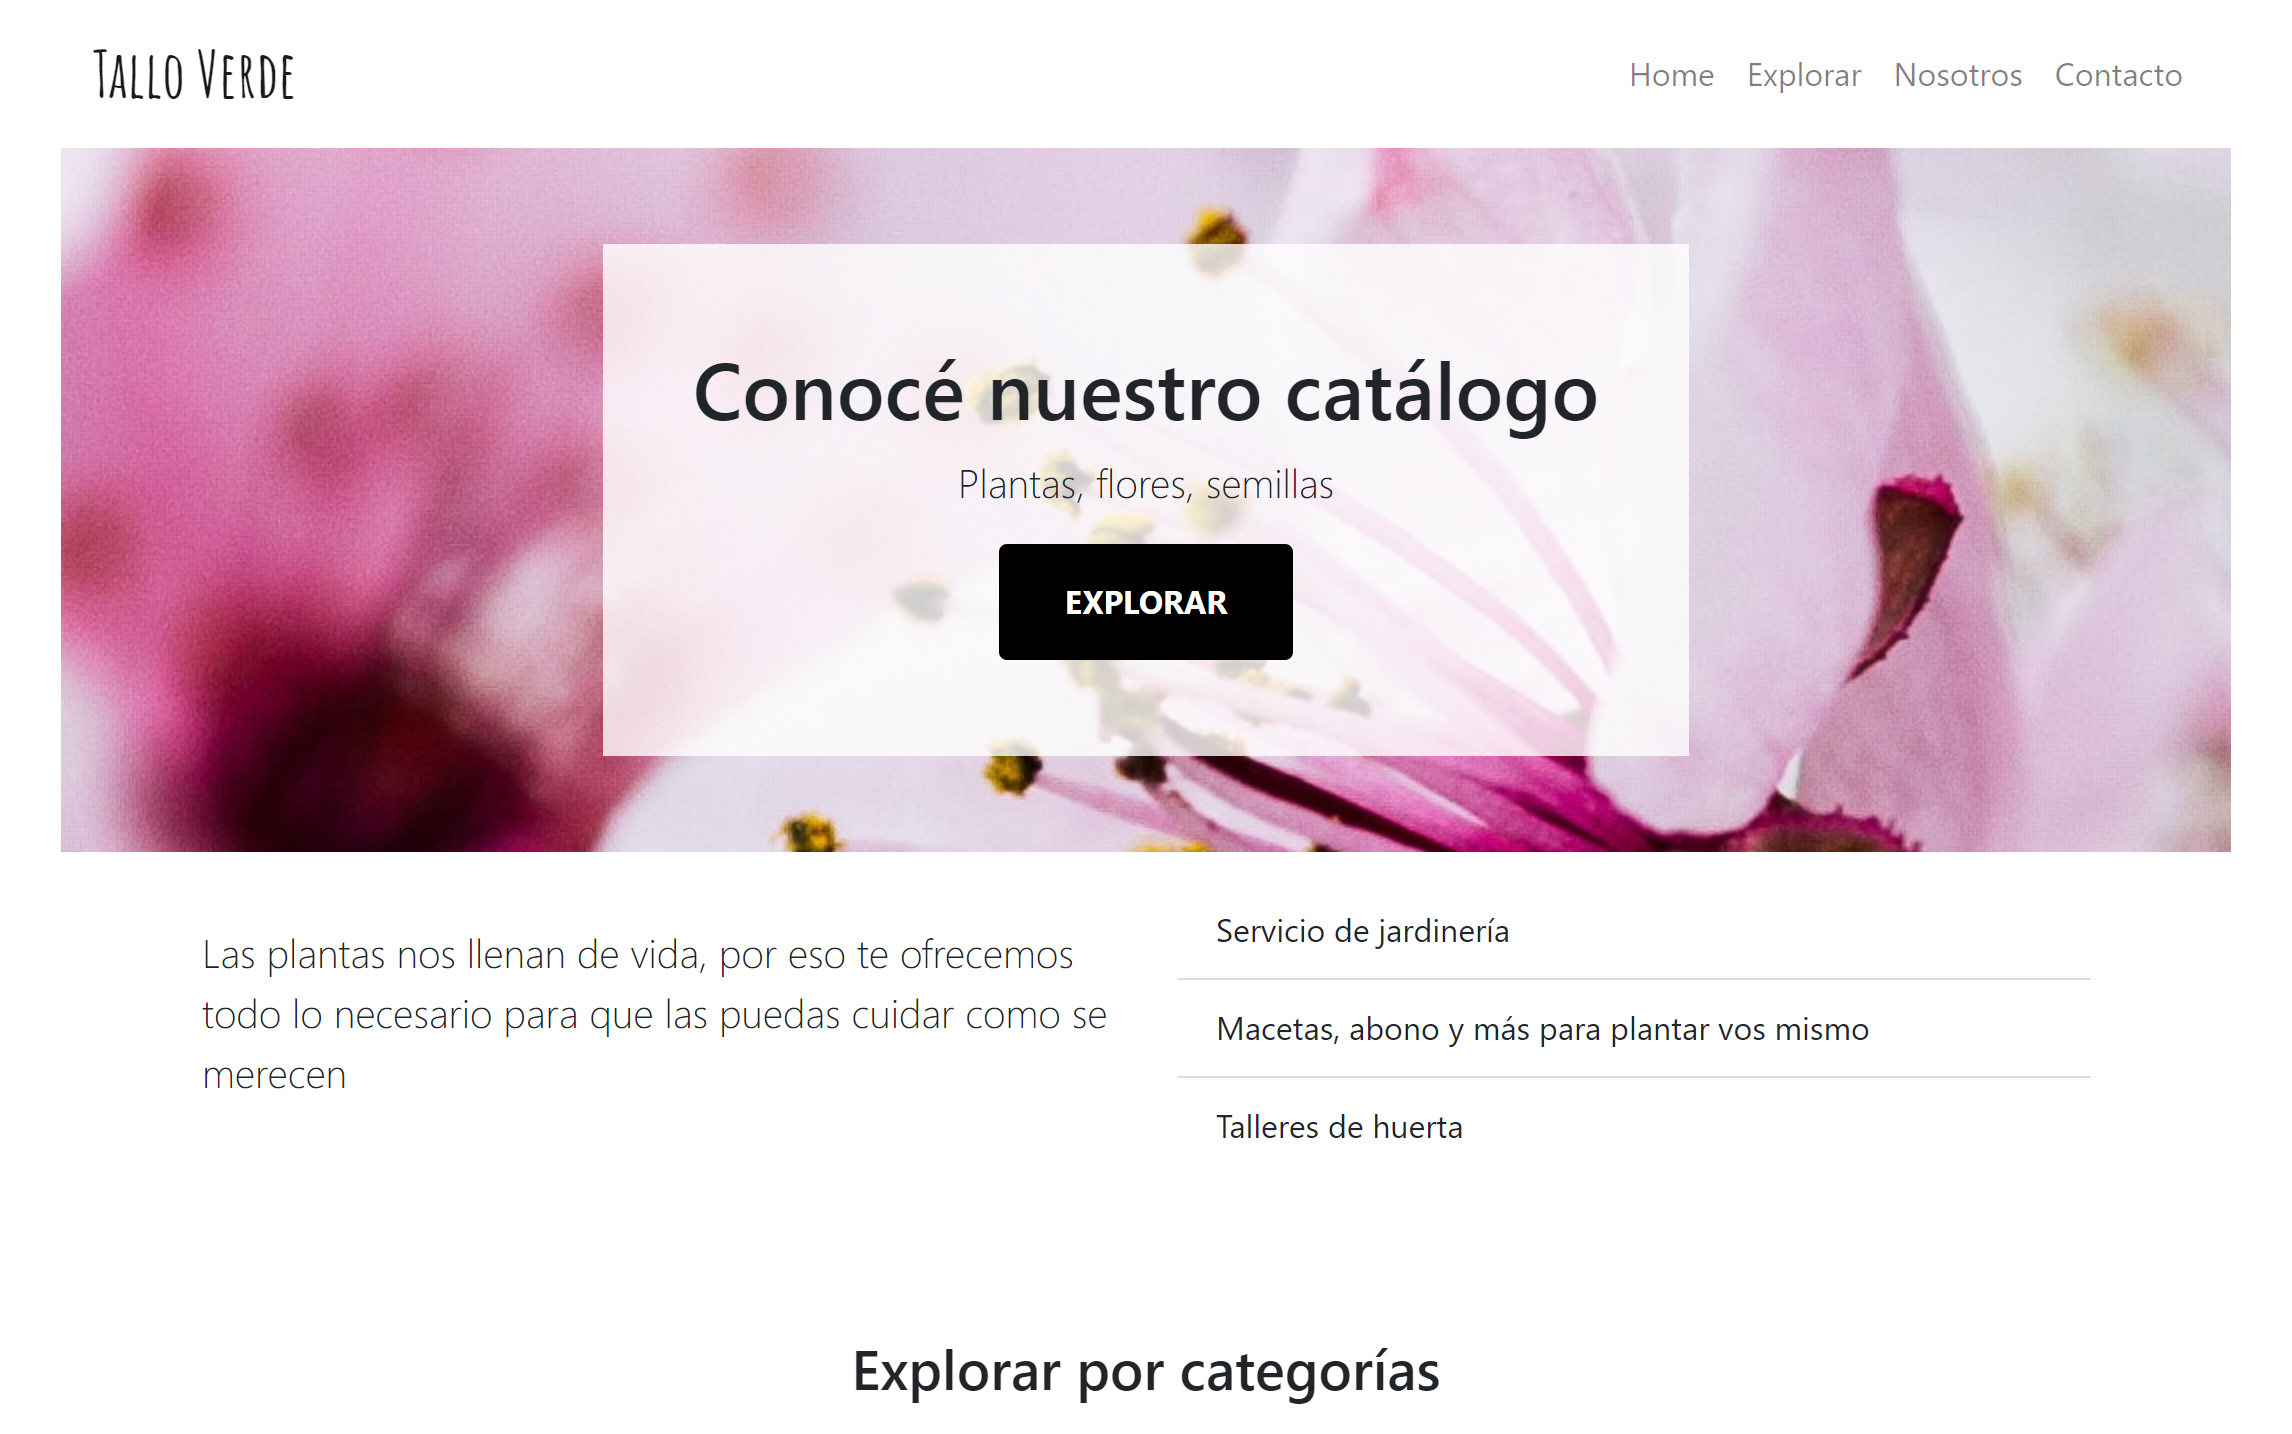 Tallo Verde
Home Explorar Nosotros Contacto
Conocé nuestro catálogo
Plantas, flores, semillas
EXPLORAR
Las plantas nos llenan de vida, por eso te ofrecemos
todo lo necesario para que las puedas cuidar como se
merecen
Servicio de jardinería
Macetas, abono y más para plantar vos mismo
Talleres de huerta
Explorar por categorías